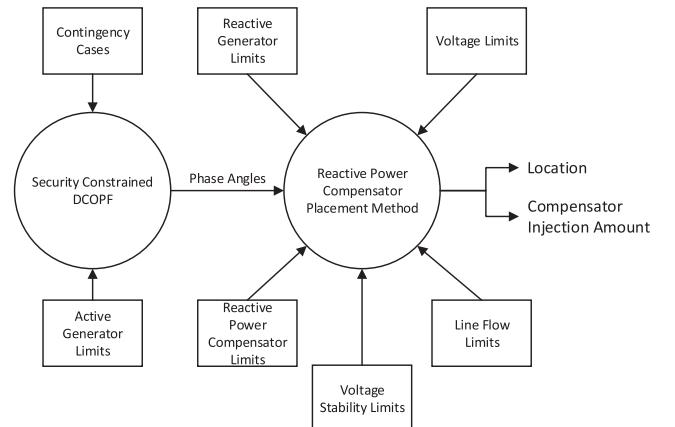 Contingency
Cases
Reactive
Generator
Limits
Voltage Limits
Security Constrained
DCOPF
Phase Angles
Reactive Power
Compensator
Placement Method
Location
Compensator
Injection Amount
Active
Generator
Limits
Reactive
Power
Compensator
Limits
Line Flow
Limits
Voltage
Stability Limits